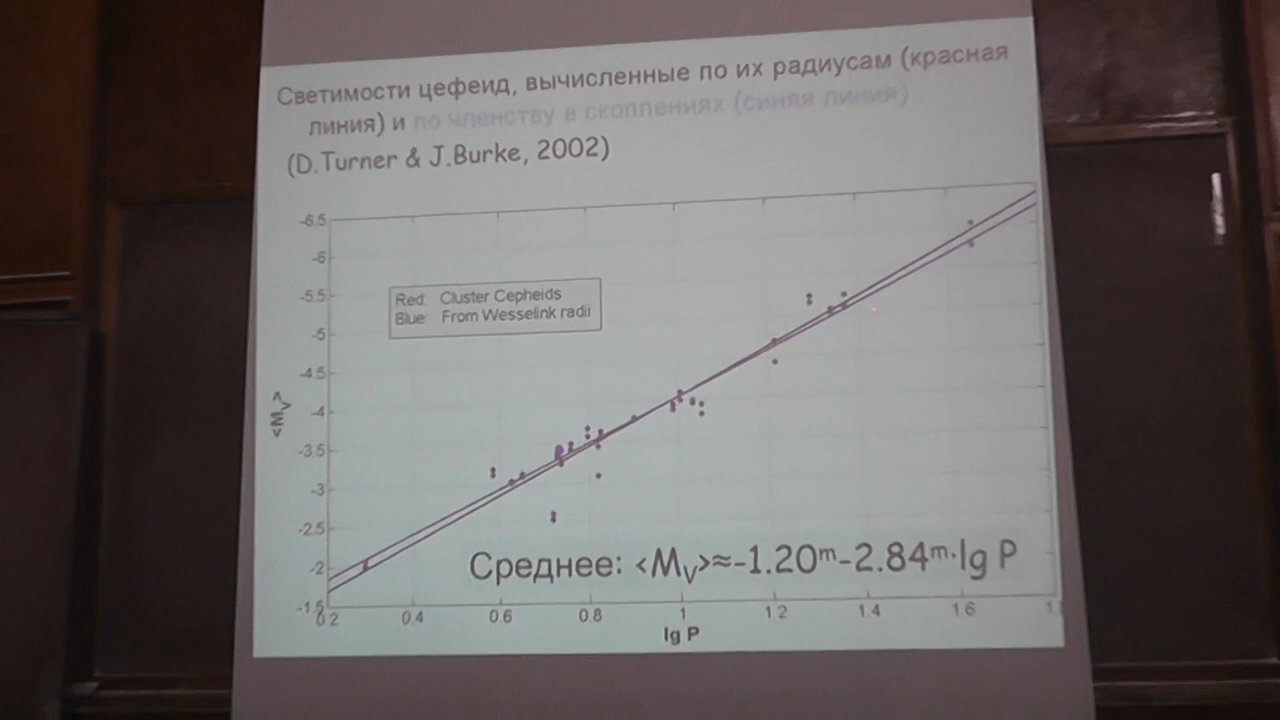 Светимости цефеид, вычисленные по их радиусам (красная
линия) и по членству в скоплениях (синяя линия)
(D.Turner & J.Burke, 2002)
-6.5
-6
-5.5
-5
-4.5
-4
-3.5
-3
-2.5
-2
-1.5
<Mᵥ>
Red: Cluster Cepheids
Blue: From Wesselink radii
Среднее: <Mᵥ>≈-1.20ᵐ-2.84ᵐ·lg P
0.2 0.4 0.6 0.8 1 1.2 1.4 1.6
lg P